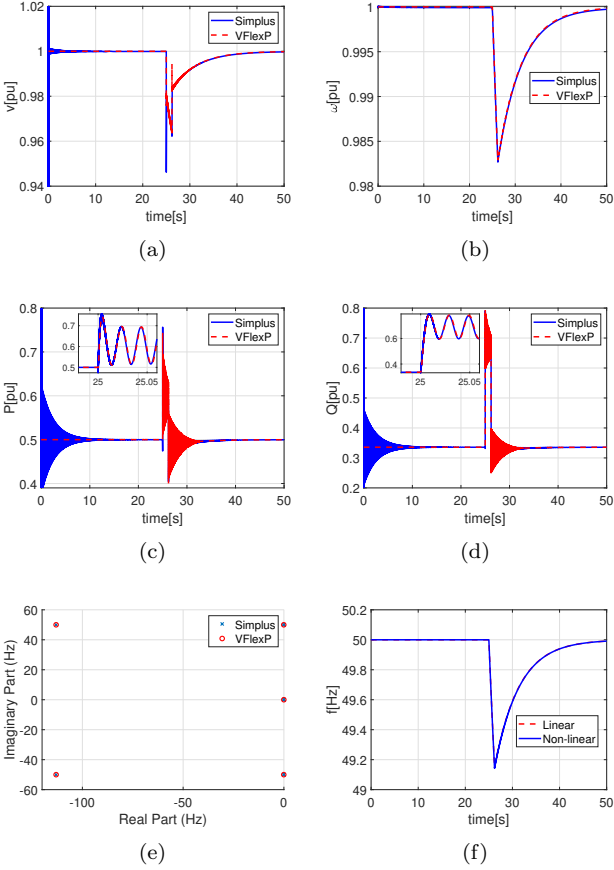 1.02
1
0.98
0.96
0.94
v[pu]
0 10 20 30 40 50
time[s]
Simplus
VFlexP
(a)
1
0.995
0.99
0.985
0.98
ω[pu]
0 10 20 30 40 50
time[s]
Simplus
VFlexP
(b)
0.8
0.7
0.6
0.5
0.4
P[pu]
0 10 20 30 40 50
time[s]
0.7
0.6
0.5
25 25.05
Simplus
VFlexP
(c)
0.8
0.7
0.6
0.5
0.4
0.3
0.2
Q[pu]
0 10 20 30 40 50
time[s]
0.6
0.4
25 25.05
Simplus
VFlexP
(d)
60
40
20
0
-20
-40
-60
Imaginary Part (Hz)
-100 -50 0
Real Part (Hz)
Simplus
VFlexP
(e)
50.2
50
49.8
49.6
49.4
49.2
49
f[Hz]
0 10 20 30 40 50
time[s]
Linear
Non-linear
(f)